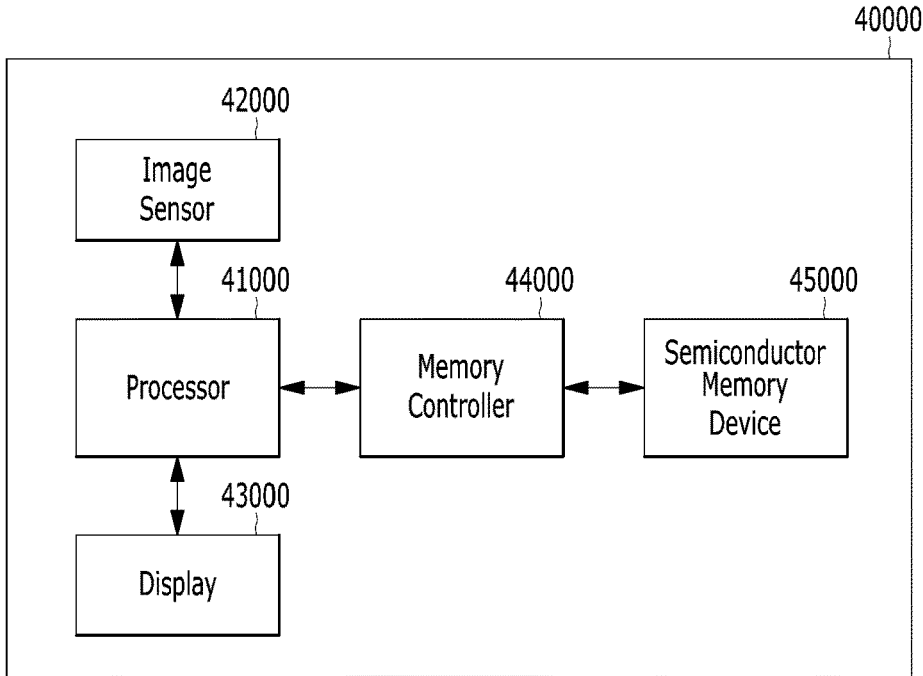 40000
42000
Image
Sensor
41000
44000
45000
Processor
Memory
Controller
Semiconductor
Memory
Device
43000
Display